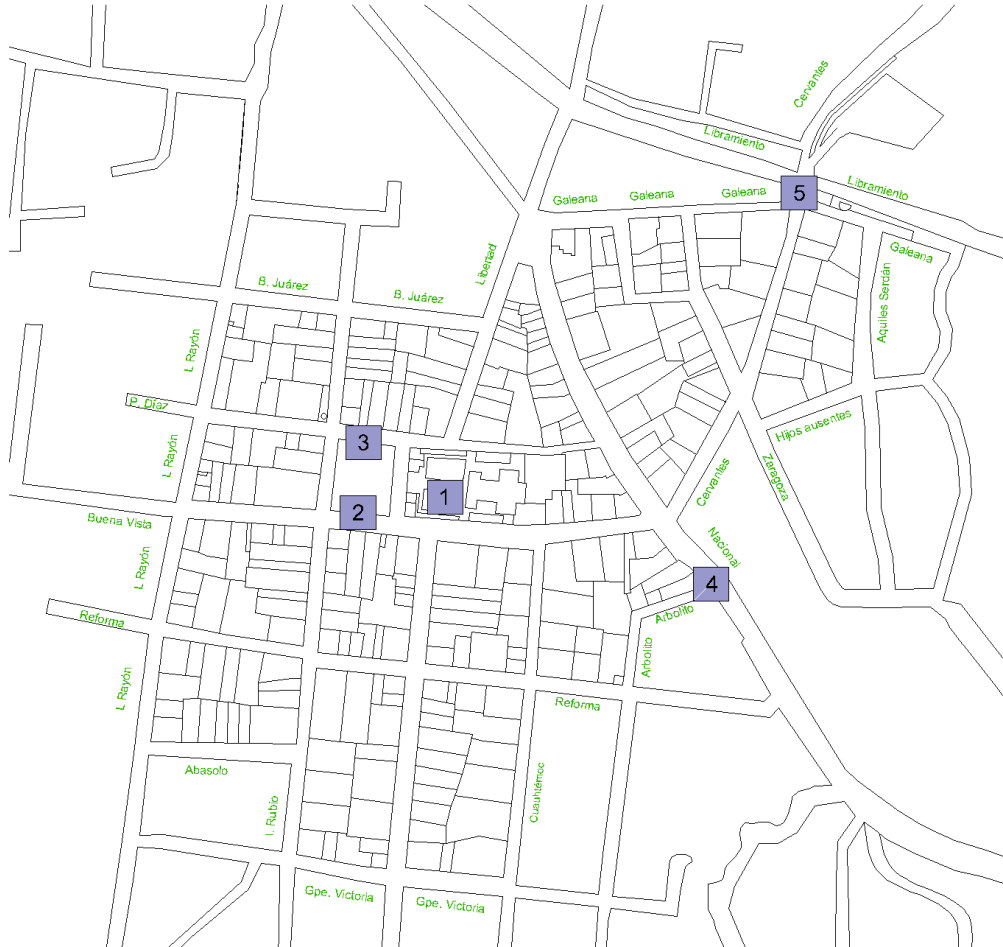 Cervantes
Libramiento
Libramiento
5
Galeana
Galeana
Galeana
Galeana
Libertad
Aquiles Serdán
B. Juárez
B. Juárez
I. Rayón
P. Díaz
3
Hijos ausentes
I. Rayón
Cervantes
Zaragoza
1
2
Buena Vista
Nacional
I. Rayón
4
Reforma
Arbolito
Arbolito
I. Rayón
Reforma
Abasolo
Cuauhtémoc
I. Rubio
Gpe. Victoria
Gpe. Victoria